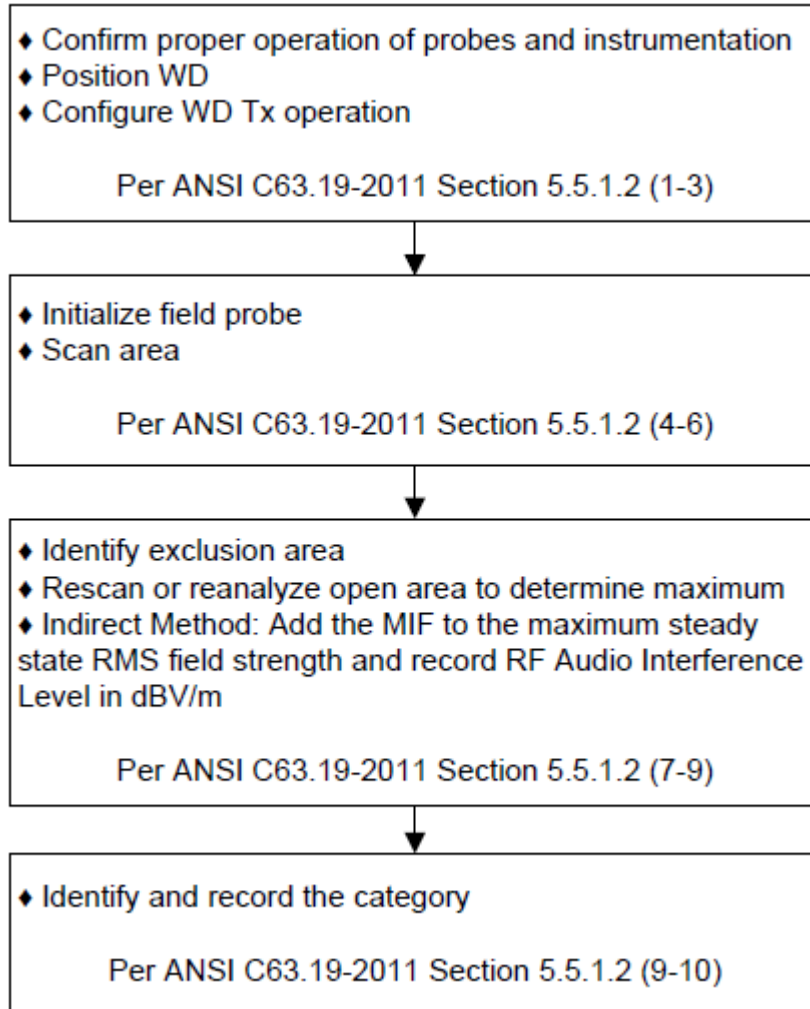 ♦ Confirm proper operation of probes and instrumentation
♦ Position WD
♦ Configure WD Tx operation
Per ANSI C63.19-2011 Section 5.5.1.2 (1-3)
♦ Initialize field probe
♦ Scan area
Per ANSI C63.19-2011 Section 5.5.1.2 (4-6)
♦ Identify exclusion area
♦ Rescan or reanalyze open area to determine maximum
♦ Indirect Method: Add the MIF to the maximum steady
state RMS field strength and record RF Audio Interference
Level in dBV/m
Per ANSI C63.19-2011 Section 5.5.1.2 (7-9)
♦ Identify and record the category
Per ANSI C63.19-2011 Section 5.5.1.2 (9-10)